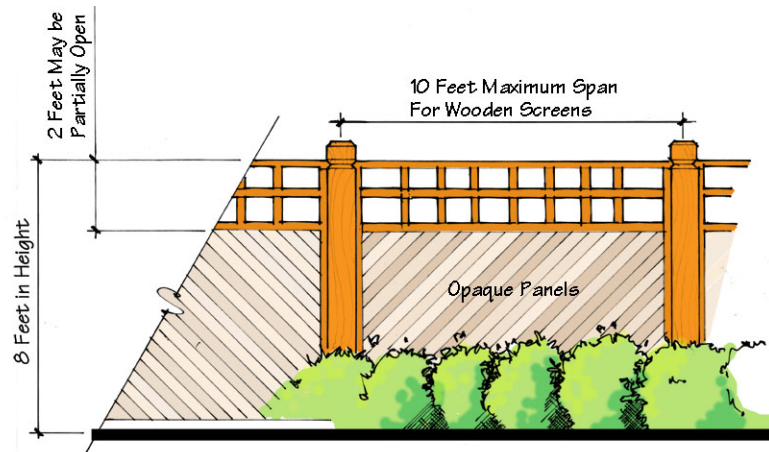 2 Feet May be
Partially Open
10 Feet Maximum Span
For Wooden Screens
8 Feet in Height
Opaque Panels